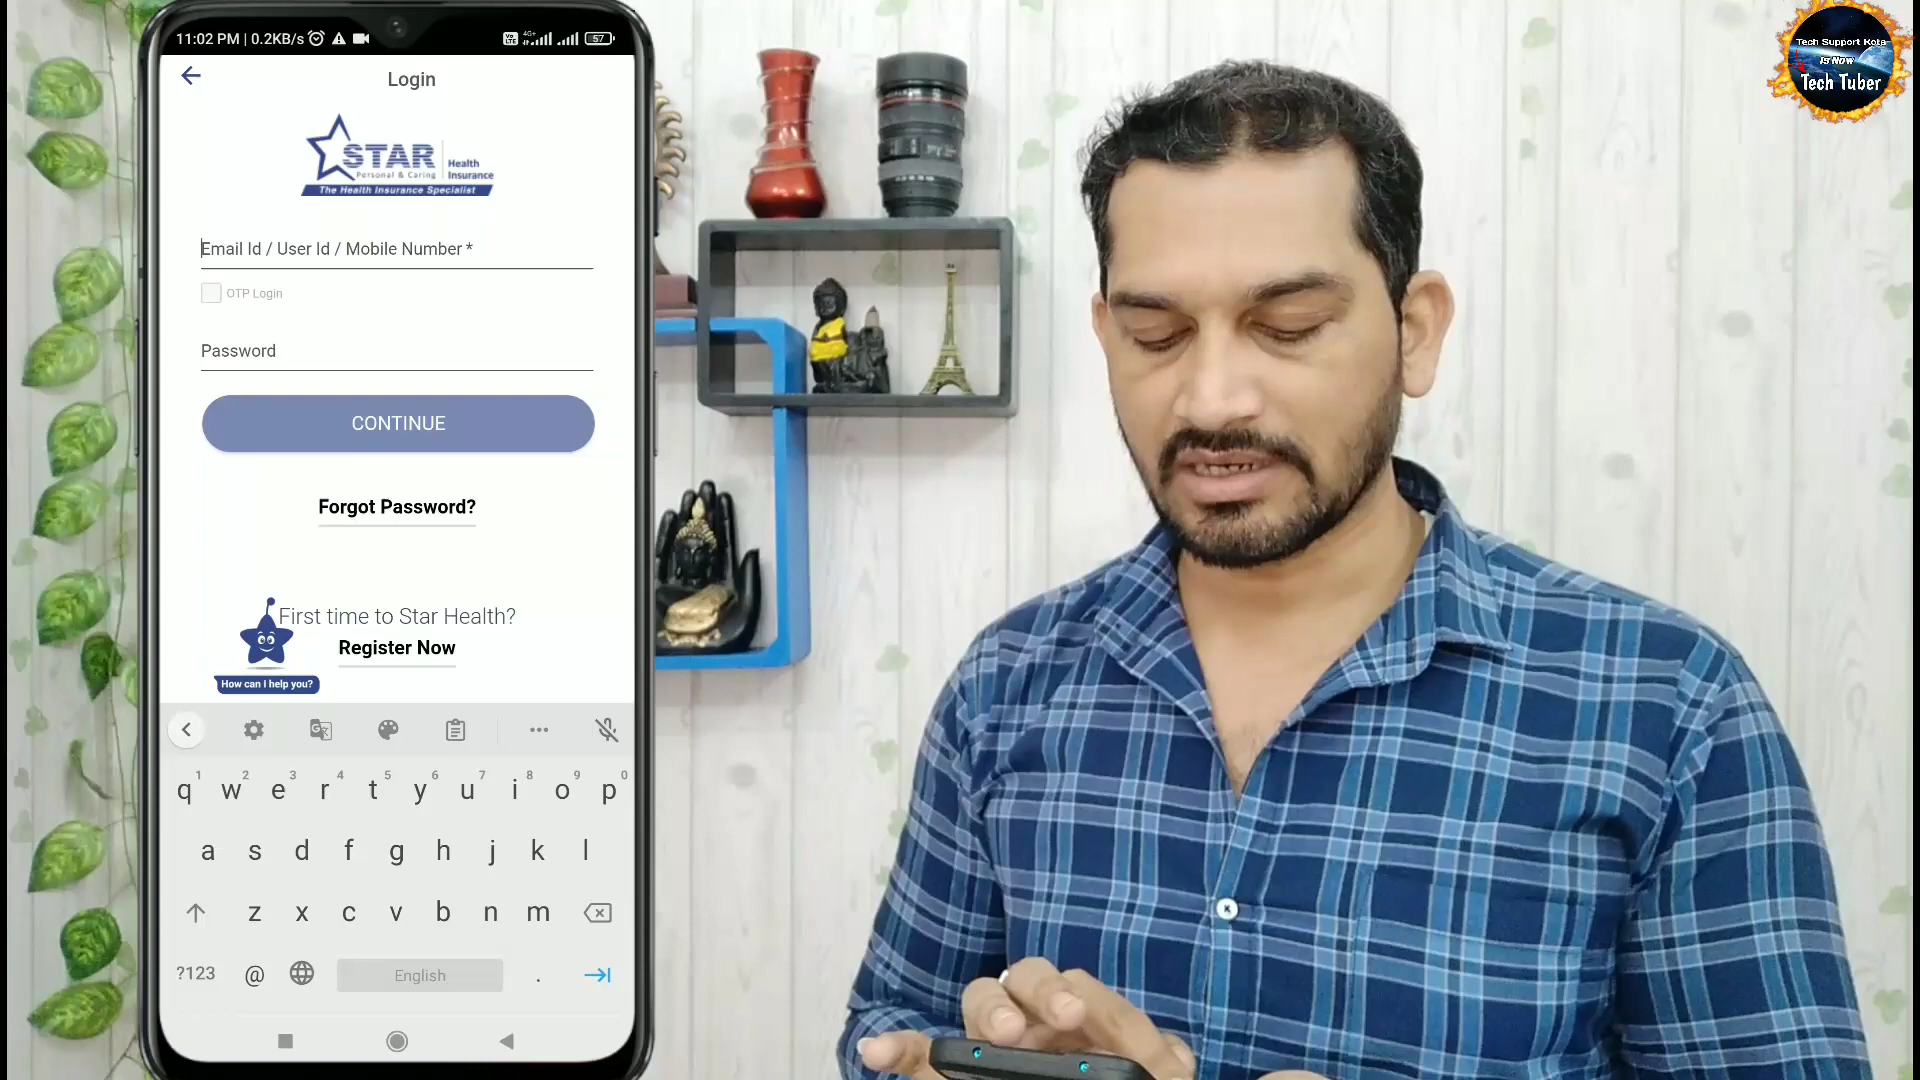 11:02 PM | 0.2KB/s
Vo LTE 4G+ 57
Login
STAR
Personal & Caring
Health
Insurance
The Health Insurance Specialist
Email Id / User Id / Mobile Number *
OTP Login
Password
CONTINUE
Forgot Password?
First time to Star Health?
Register Now
How can I help you?
1 2 3 4 5 6 7 8 9 0
q w e r t y u i o p
a s d f g h j k l
z x c v b n m
?123 @ English .
Tech Support Kota
IS NOW
Tech Tuber